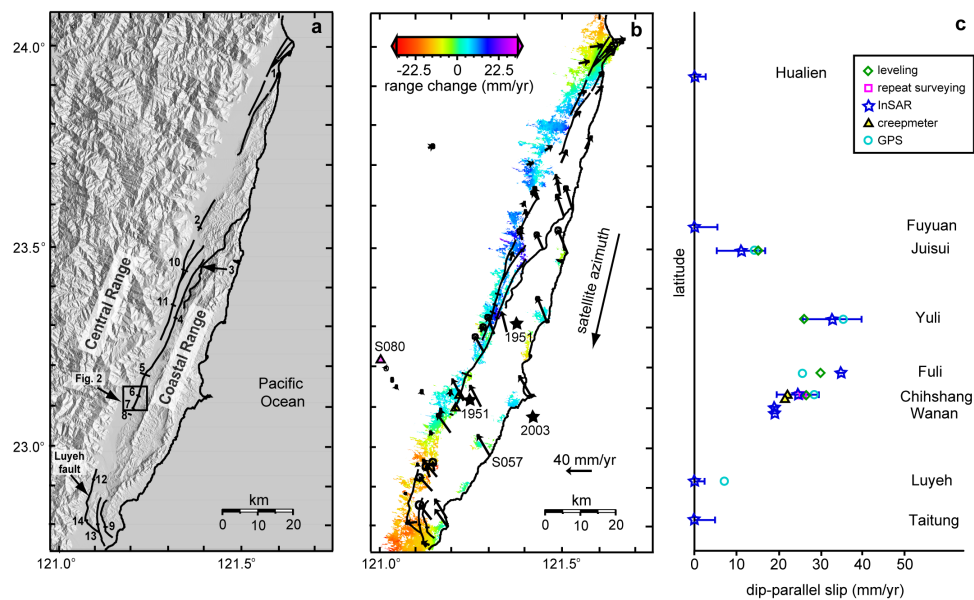 a
24.0°
23.5°
23.0°
121.0°
121.5°
Central Range
Coastal Range
Pacific
Ocean
Fig. 2
Luyeh
fault
1
2
3
10
11
4
5
6
7
8
12
14
9
13
km
0 10 20
b
-22.5 0 22.5
range change (mm/yr)
satellite azimuth
S080
1951
1951
2003
S057
40 mm/yr
km
0 10 20
121.0°
121.5°
c
leveling
repeat surveying
InSAR
creepmeter
GPS
latitude
Hualien
Fuyuan
Juisui
Yuli
Fuli
Chihshang
Wanan
Luyeh
Taitung
0 10 20 30 40 50
dip-parallel slip (mm/yr)